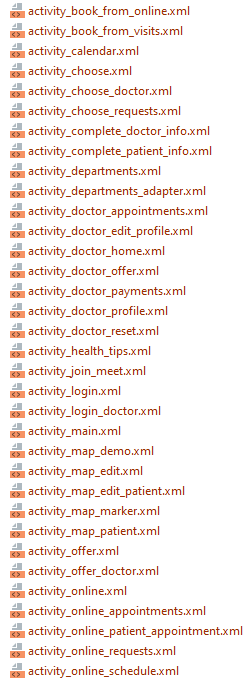 activity_book_from_online.xml
activity_book_from_visits.xml
activity_calendar.xml
activity_choose.xml
activity_choose_doctor.xml
activity_choose_requests.xml
activity_complete_doctor_info.xml
activity_complete_patient_info.xml
activity_departments.xml
activity_departments_adapter.xml
activity_doctor_appointments.xml
activity_doctor_edit_profile.xml
activity_doctor_home.xml
activity_doctor_offer.xml
activity_doctor_payments.xml
activity_doctor_profile.xml
activity_doctor_reset.xml
activity_health_tips.xml
activity_join_meet.xml
activity_login.xml
activity_login_doctor.xml
activity_main.xml
activity_map_demo.xml
activity_map_edit.xml
activity_map_edit_patient.xml
activity_map_marker.xml
activity_map_patient.xml
activity_offer.xml
activity_offer_doctor.xml
activity_online.xml
activity_online_appointments.xml
activity_online_patient_appointment.xml
activity_online_requests.xml
activity_online_schedule.xml